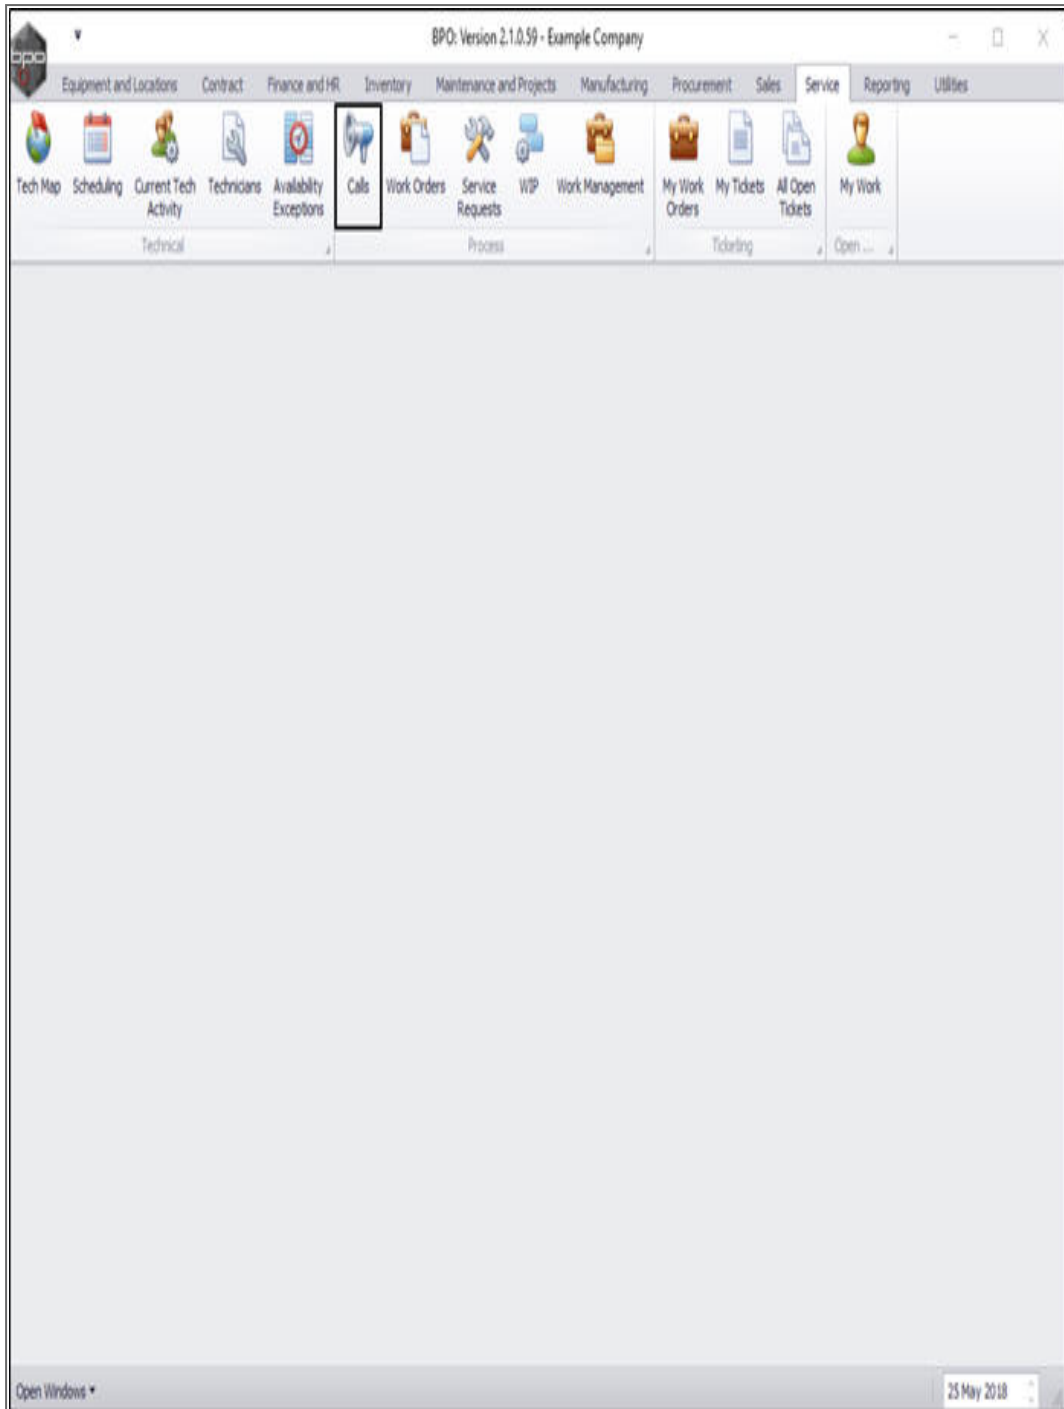 bpo
BPO: Version 2.1.0.59 - Example Company
Equipment and Locations Contract Finance and HR Inventory Maintenance and Projects Manufacturing Procurement Sales Service Reporting Utilities
Tech Map Scheduling Current Tech Activity Technicians Availability Exceptions Calls Work Orders Service Requests WIP Work Management My Work Orders My Tickets All Open Tickets My Work
Technical Process Ticketing Open ...
Open Windows 25 May 2018